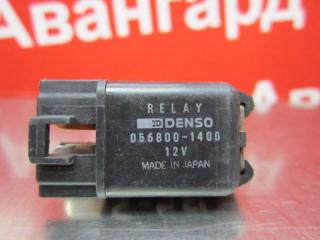 Авангард
RELAY
DENSO
056800-1400
12V
MADE IN JAPAN